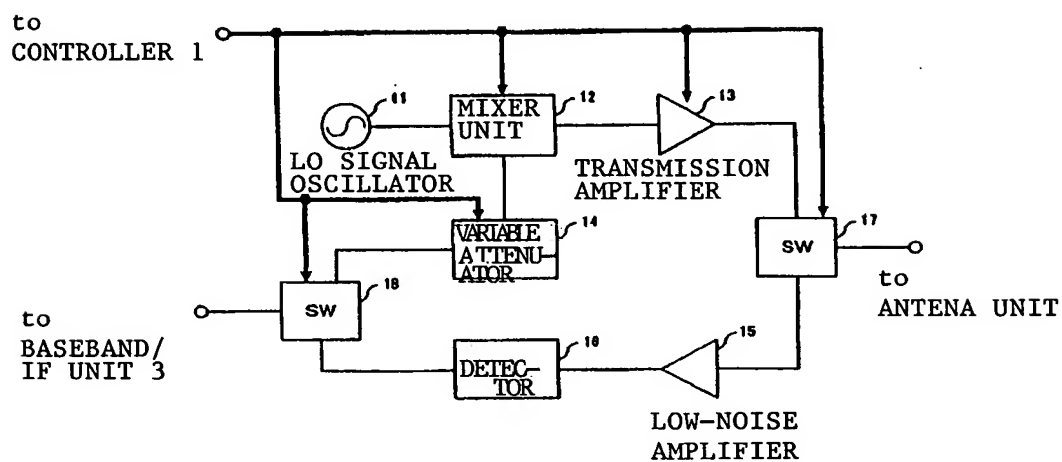 to
CONTROLLER 1
11
MIXER
UNIT
12
13
LO SIGNAL
OSCILLATOR
TRANSMISSION
AMPLIFIER
VARIABLE
ATTENU-
ATOR
14
SW
17
SW
18
to
ANTENA UNIT
to
BASEBAND/
IF UNIT 3
DETEC-
TOR
16
15
LOW-NOISE
AMPLIFIER